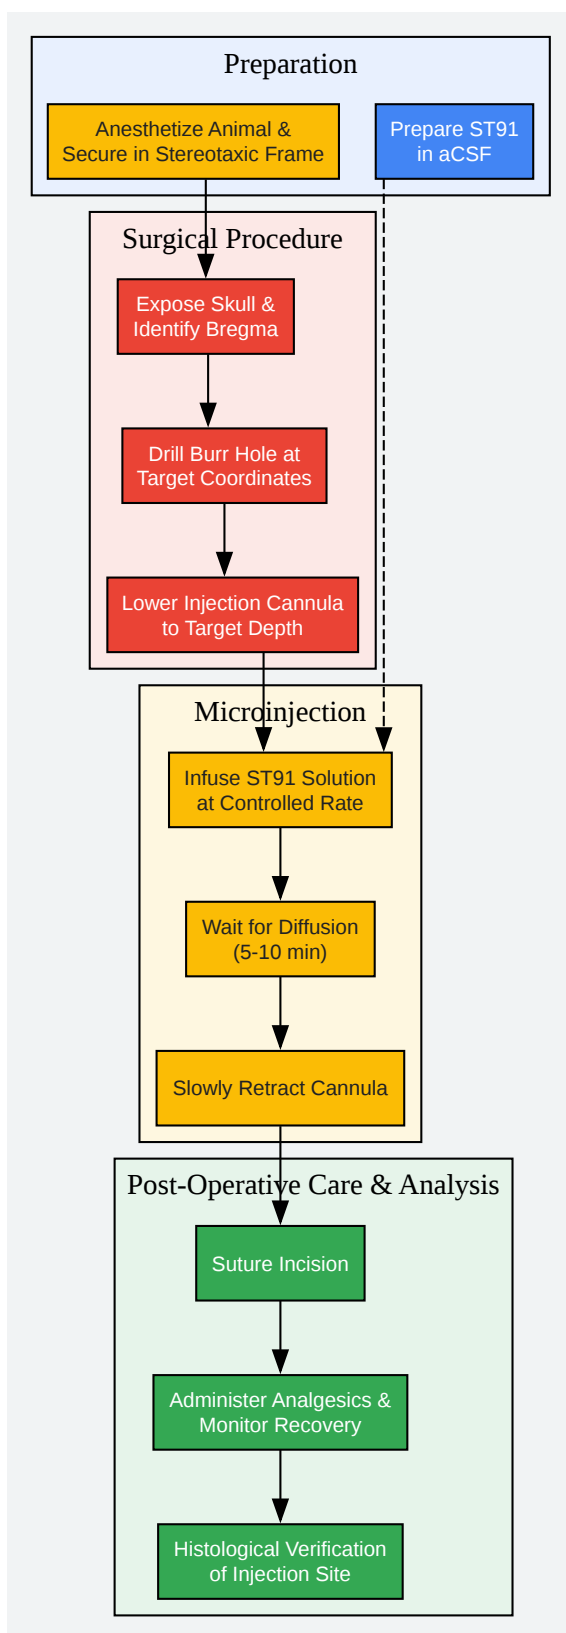 Preparation
Anesthetize Animal &
Secure in Stereotaxic Frame
Prepare ST91
in aCSF
Surgical Procedure
Expose Skull &
Identify Bregma
Drill Burr Hole at
Target Coordinates
Lower Injection Cannula
to Target Depth
Microinjection
Infuse ST91 Solution
at Controlled Rate
Wait for Diffusion
(5-10 min)
Slowly Retract Cannula
Post-Operative Care & Analysis
Suture Incision
Administer Analgesics &
Monitor Recovery
Histological Verification
of Injection Site